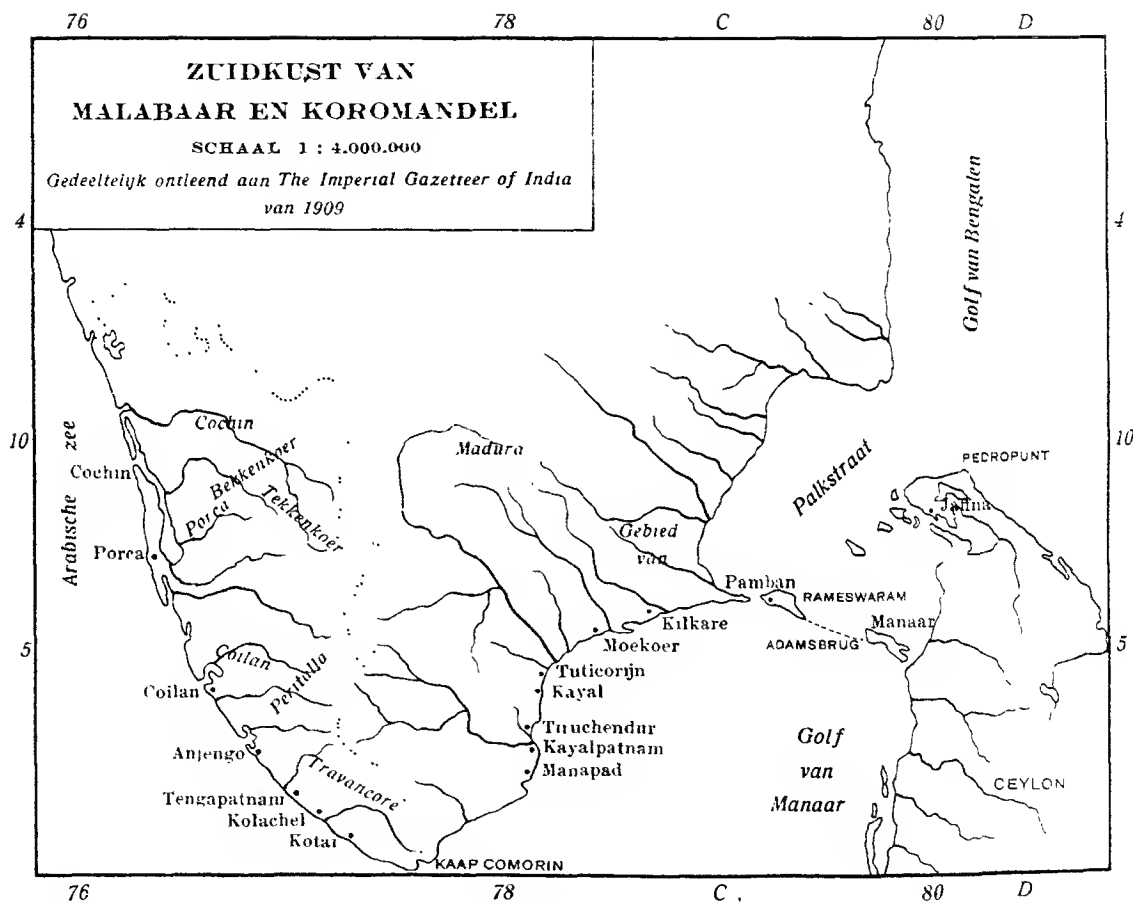 76 78 C 80 D
ZUIDKUST VAN
MALABAAR EN KOROMANDEL
SCHAAL 1 : 4.000.000
Gedeeltelijk ontleend aan The Imperial Gazetteer of India
van 1909
4
4
Golf van Bengalen
10
10
Arabische zee
Cochin
Cochin
Bekkenkoer
Tekkenkoer
Porca
Porca
Madura
Gebied
van
Palkstraat
PEDROPUNT
Jafna
Pamban
RAMESWARAM
Manaar
ADAMSBRUG
Kilkare
Moekoer
5
5
Coilan
Coilan
Peritalla
Tuticorijn
Kayal
Tiruchendur
Kayalpatnam
Manapad
Anjengo
Travancore
Tengapatnam
Kolachel
Kotar
KAAP COMORIN
Golf
van
Manaar
CEYLON
76 78 C 80 D